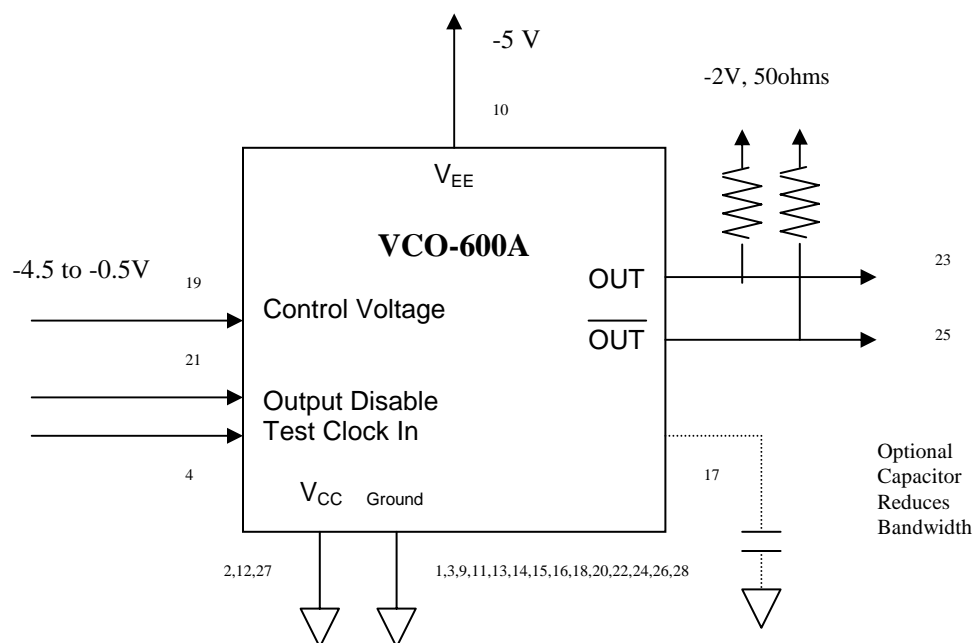 -5 V
-2V, 50ohms
10
VEE
VCO-600A
-4.5 to -0.5V
19
OUT
23
Control Voltage
OUT
25
21
Output Disable
Test Clock In
4
17
Optional
Capacitor
Reduces
Bandwidth
VCC Ground
2,12,27
1,3,9,11,13,14,15,16,18,20,22,24,26,28